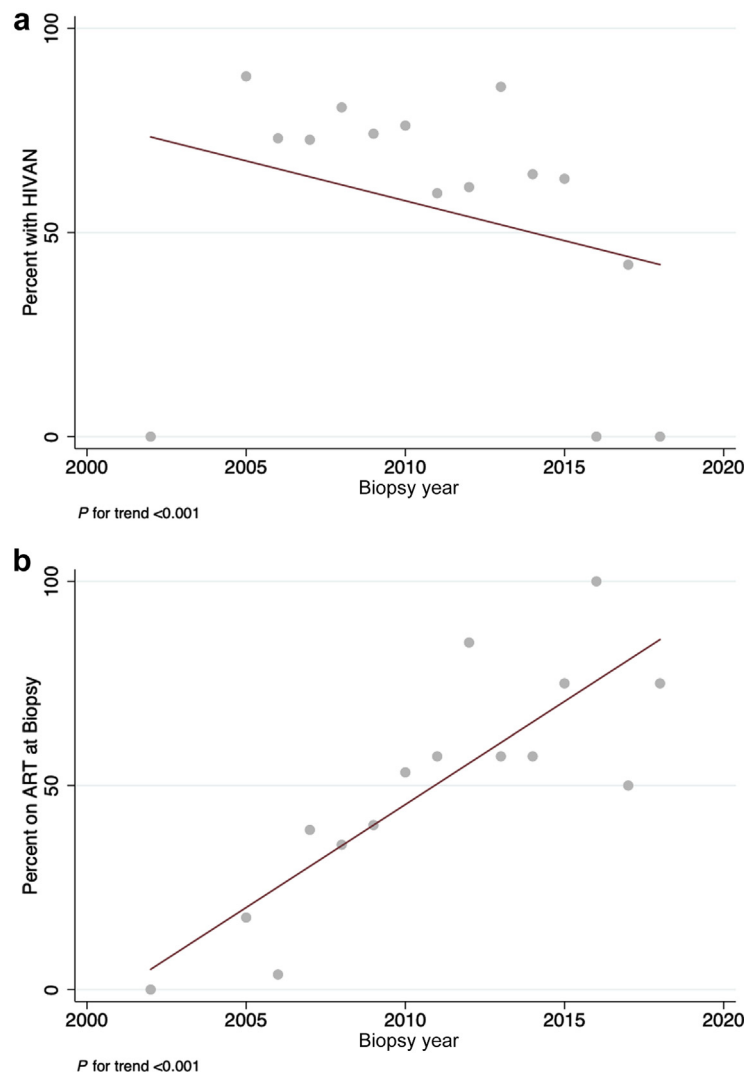 a
100
50
0
Percent with HIVAN
2000 2005 2010 2015 2020
Biopsy year
P for trend <0.001
b
100
50
0
Percent on ART at Biopsy
2000 2005 2010 2015 2020
Biopsy year
P for trend <0.001